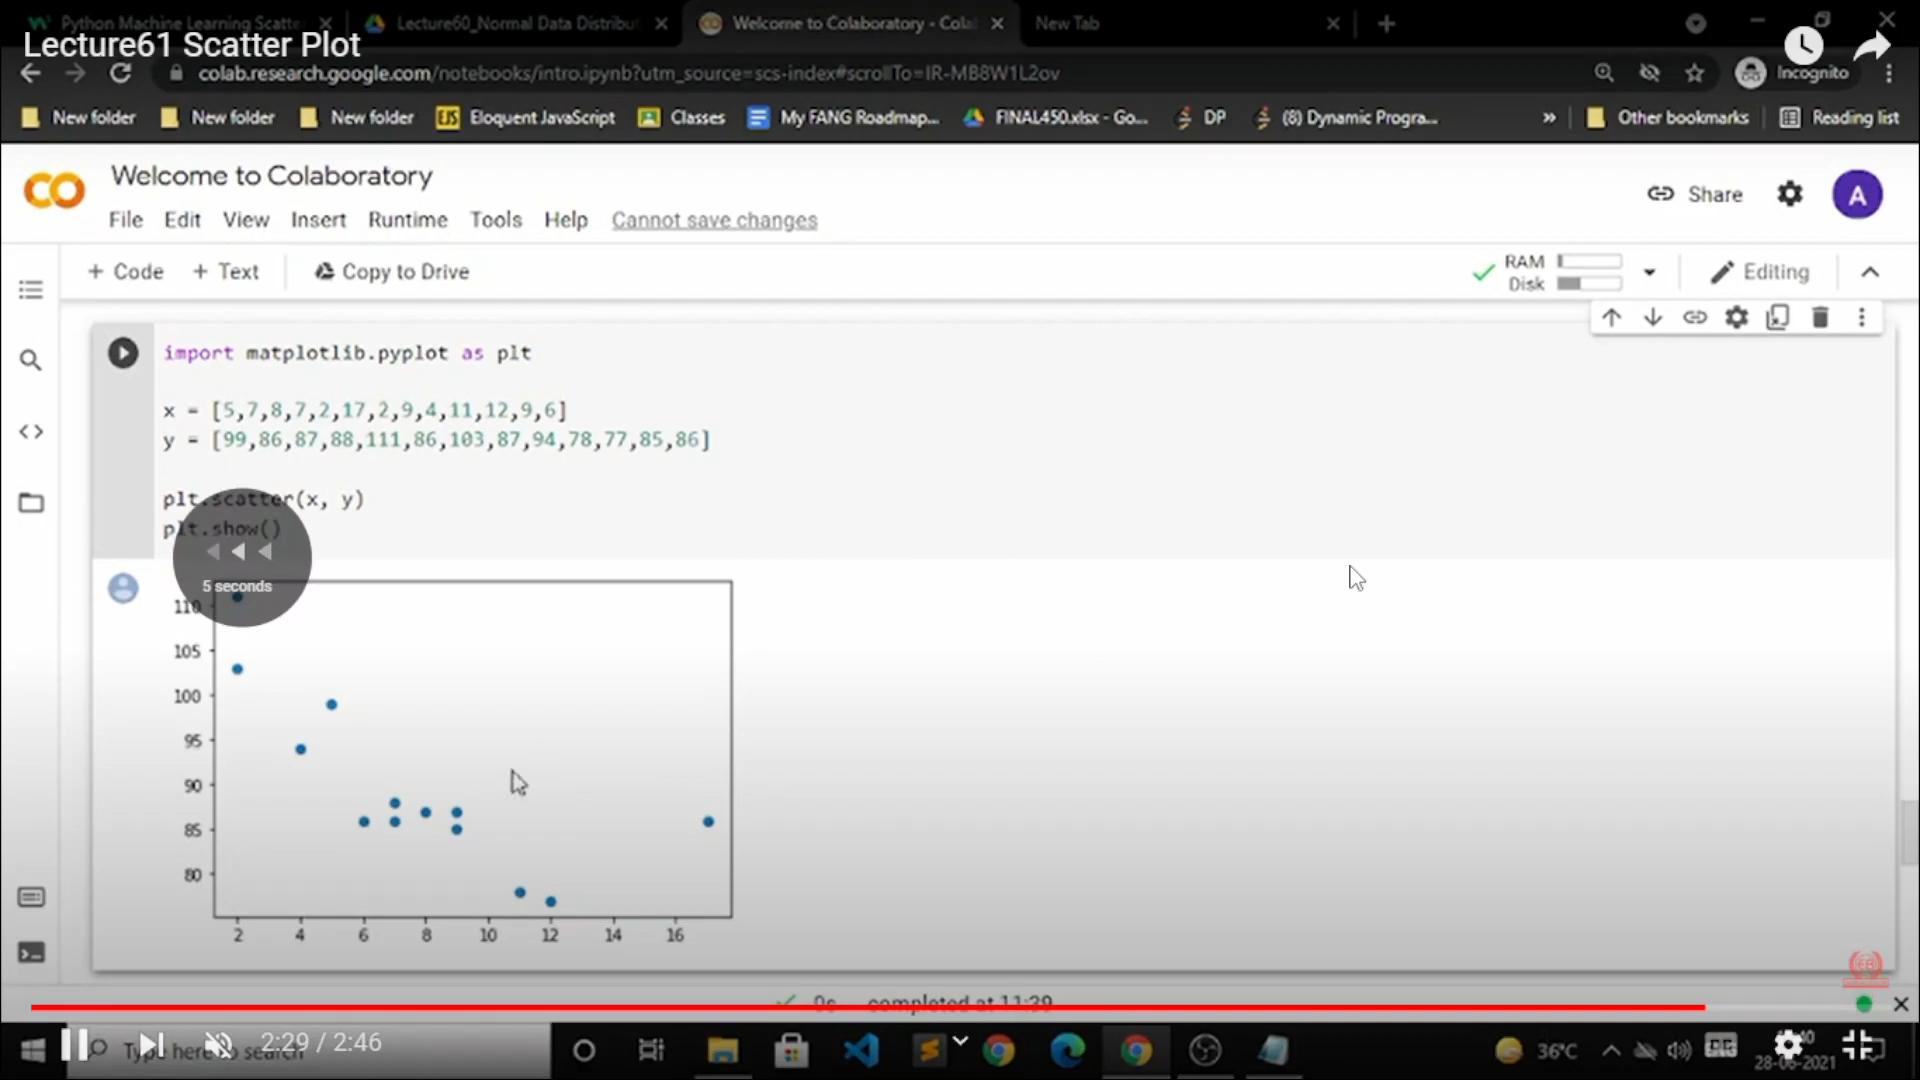 Python Machine Learning Scatte
Lecture60_Normal Data Distribut
Welcome to Colaboratory - Cola
New Tab
Lecture61 Scatter Plot
colab.research.google.com/notebooks/intro.ipynb?utm_source=scs-index#scrollTo=IR-MB8W1L2ov
Incognito
New folder
New folder
New folder
EJS Eloquent JavaScript
Classes
My FANG Roadmap...
FINAL450.xlsx - Go...
DP
(8) Dynamic Progra...
»
Other bookmarks
Reading list
Welcome to Colaboratory
Share
A
File Edit View Insert Runtime Tools Help Cannot save changes
+ Code + Text Copy to Drive
RAM
Disk
Editing
import matplotlib.pyplot as plt
x = [5,7,8,7,2,17,2,9,4,11,12,9,6]
y = [99,86,87,88,111,86,103,87,94,78,77,85,86]
plt.scatter(x, y)
plt.show()
5 seconds
110
105
100
95
90
85
80
2 4 6 8 10 12 14 16
0s completed at 11:39
2:29 / 2:46
Type here to search
36°C
28-06-2021